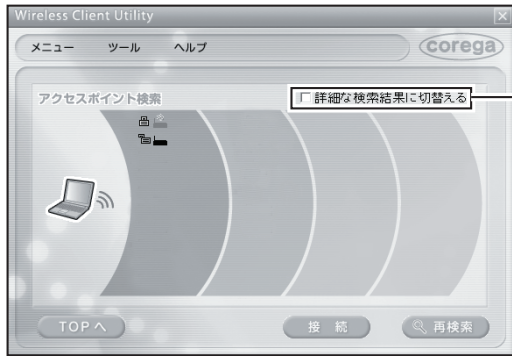 Wireless Client Utility
メニュー ツール ヘルプ
corega
アクセスポイント検索
詳細な検索結果に切替える
TOPへ
接続
再検索